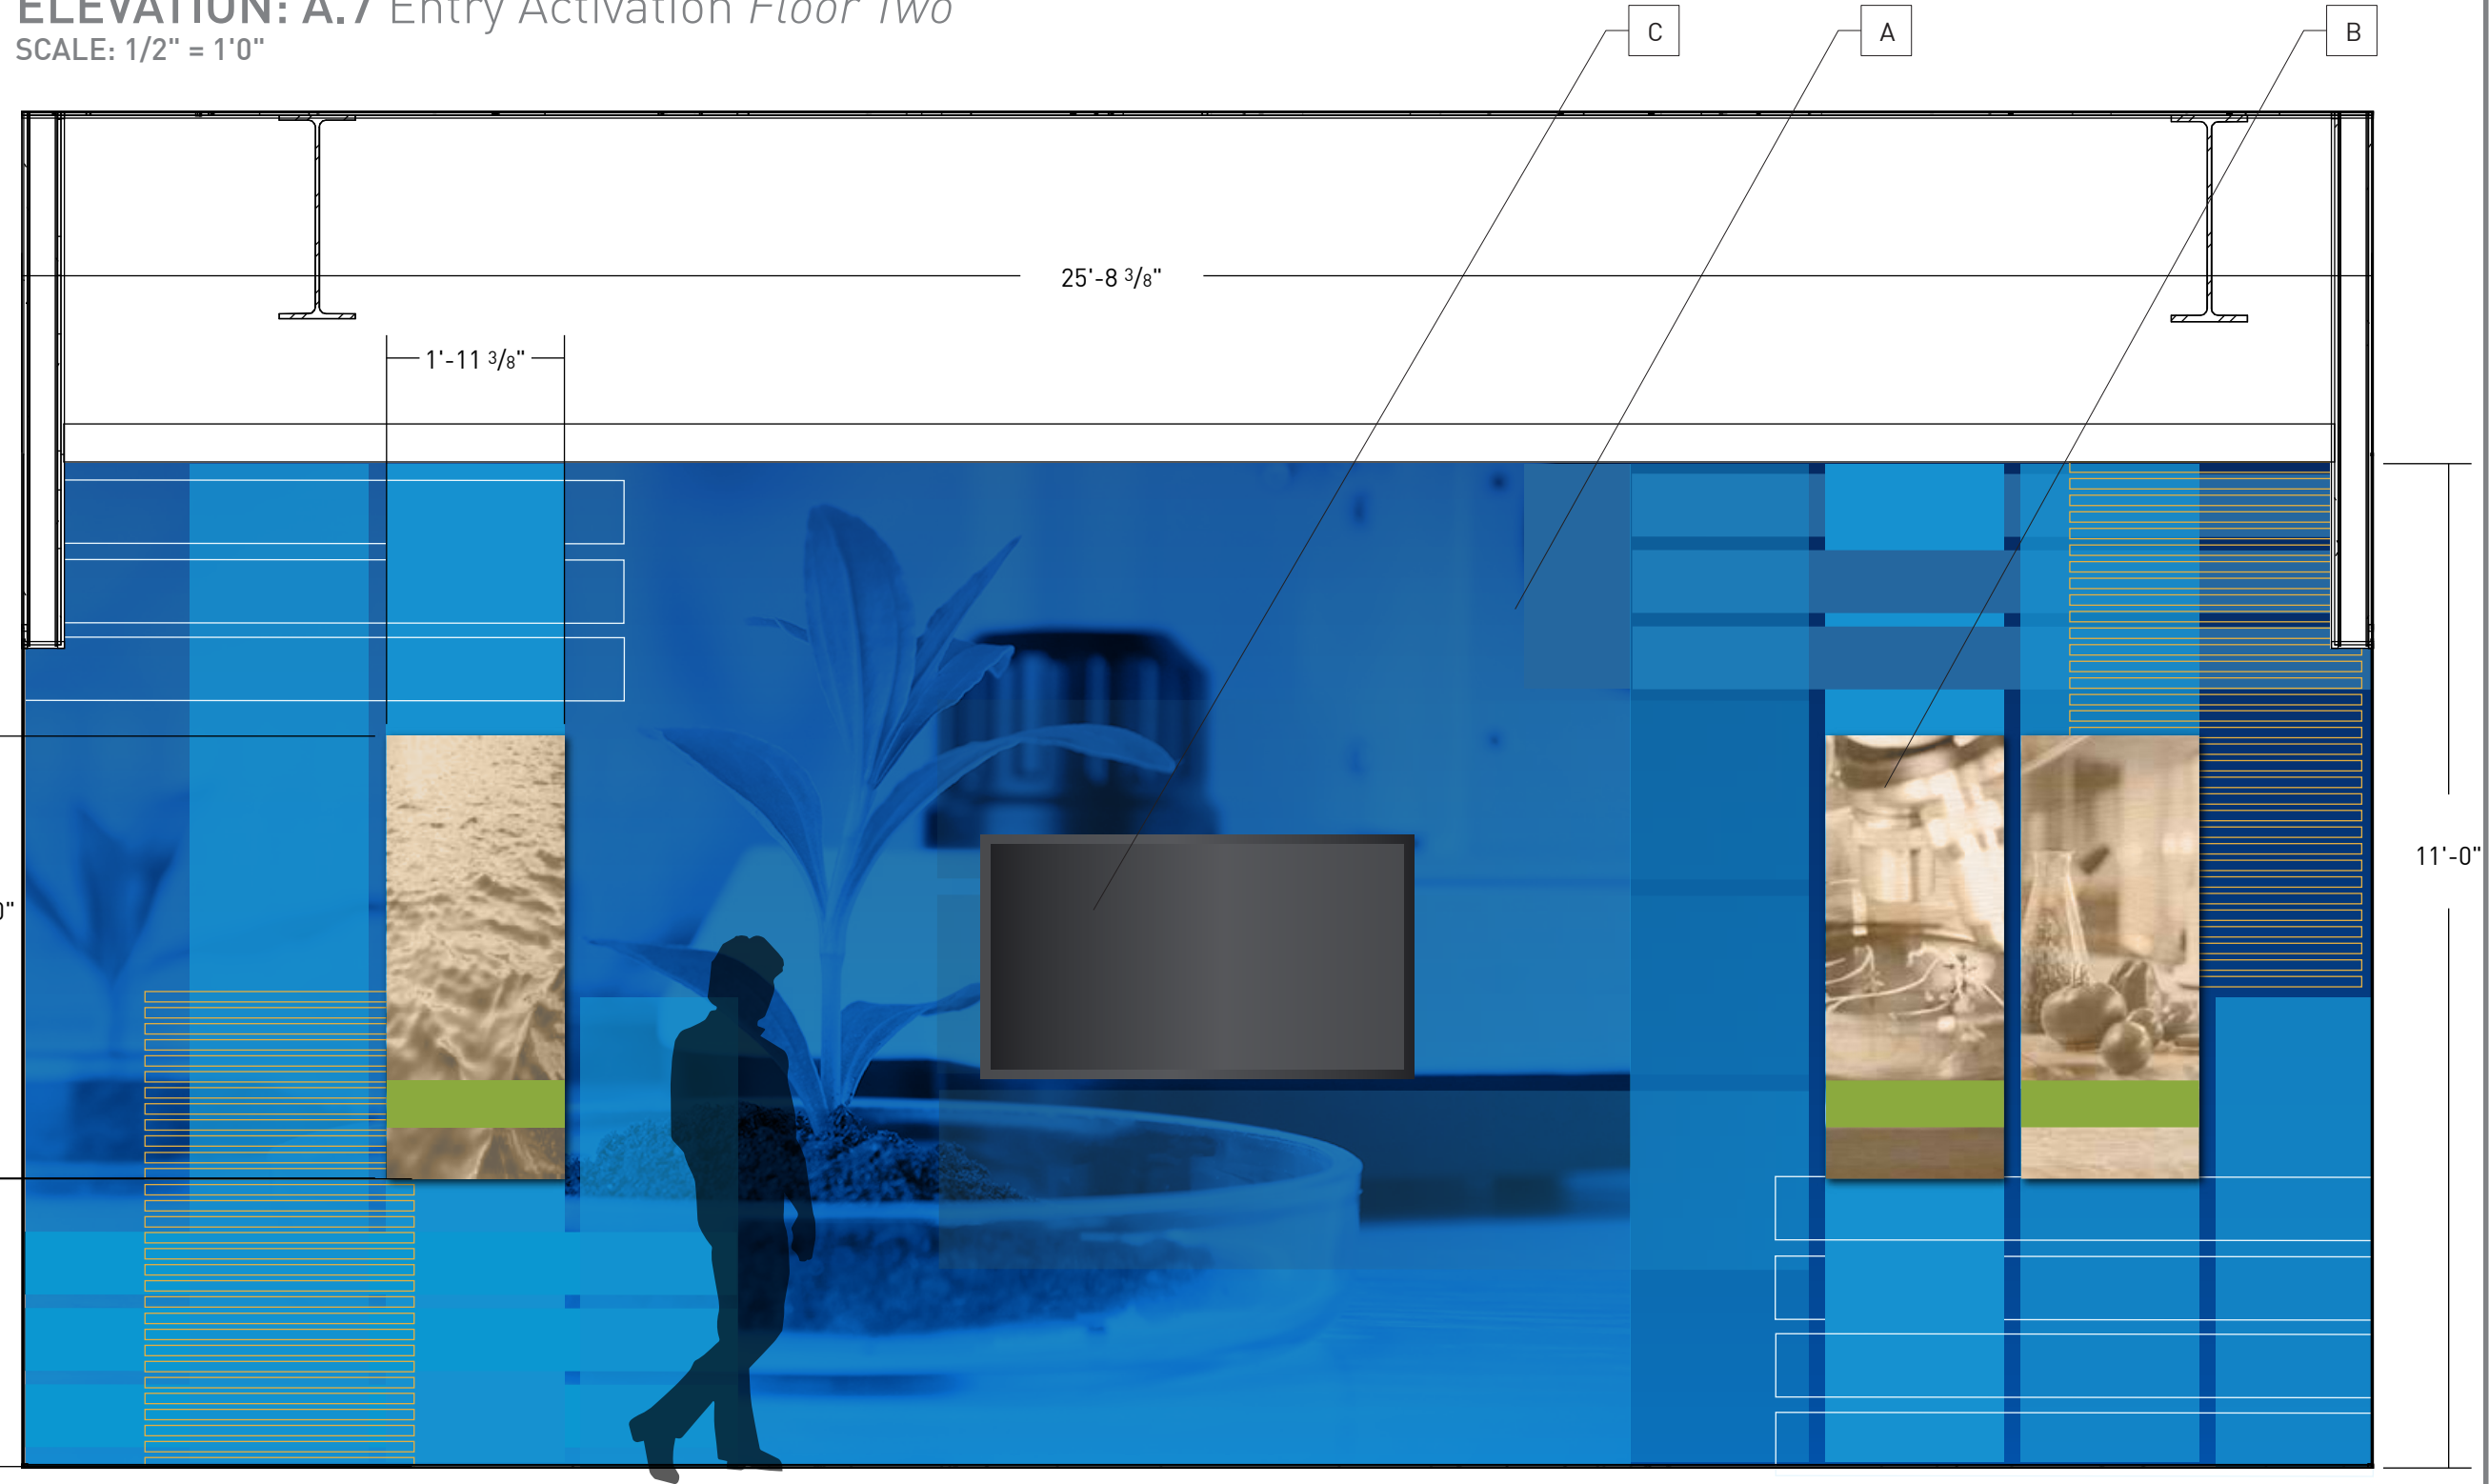 ELEVATION: A.7 Entry Activation Floor Two
SCALE: 1/2" = 1'0"
C
A
B
25'-8 3/8"
1'-11 3/8"
11'-0"
0"